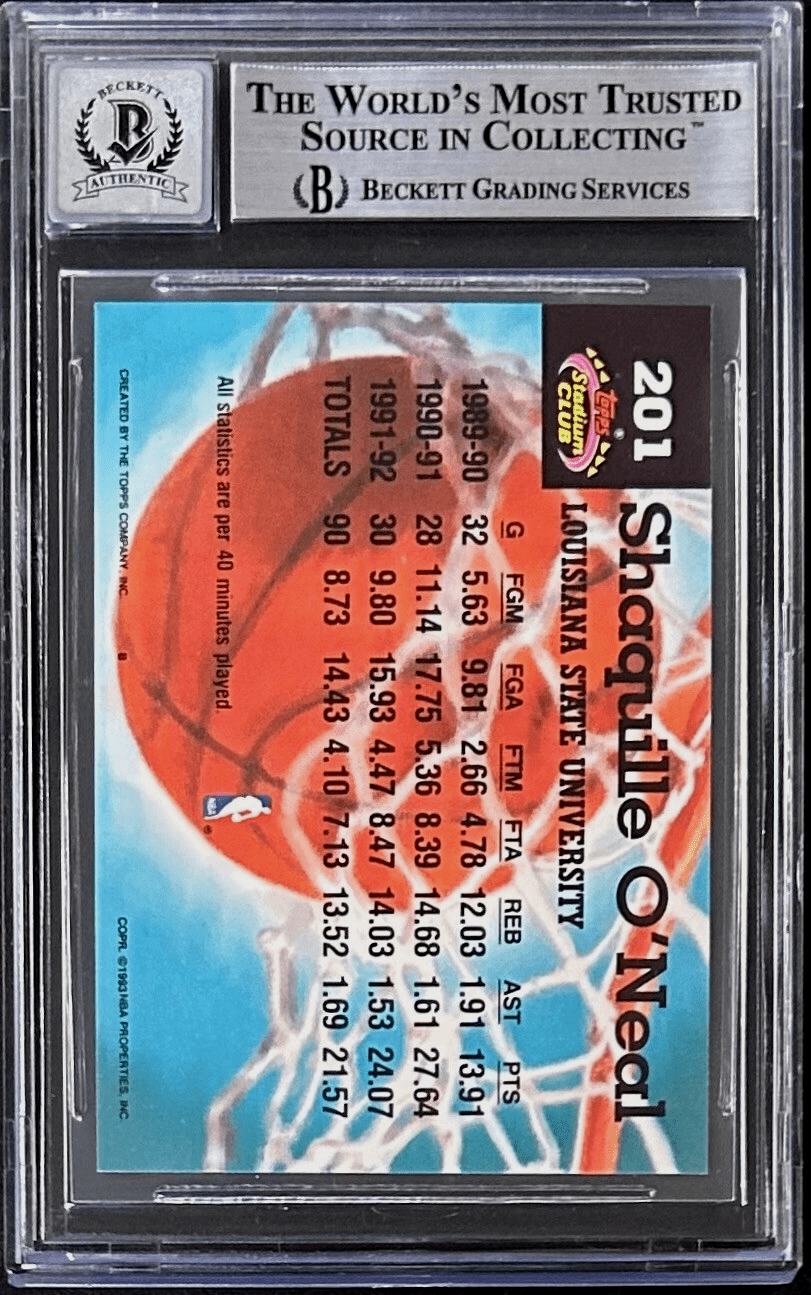 BECKETT
B
AUTHENTIC
THE WORLD'S MOST TRUSTED
SOURCE IN COLLECTING™
(B) BECKETT GRADING SERVICES
201
Topps
Stadium
CLUB
®
Shaquille O'Neal
LOUISIANA STATE UNIVERSITY
G FGM FGA FTM FTA REB AST PTS
1989-90 32 5.63 9.81 2.66 4.78 12.03 1.91 13.91
1990-91 28 11.14 17.75 5.36 8.39 14.68 1.61 27.64
1991-92 30 9.80 15.93 4.47 8.47 14.03 1.53 24.07
TOTALS 90 8.73 14.43 4.10 7.13 13.52 1.69 21.57
All statistics are per 40 minutes played.
NBA ®
CREATED BY THE TOPPS COMPANY, INC. B COPR. ©1993 NBA PROPERTIES, INC.